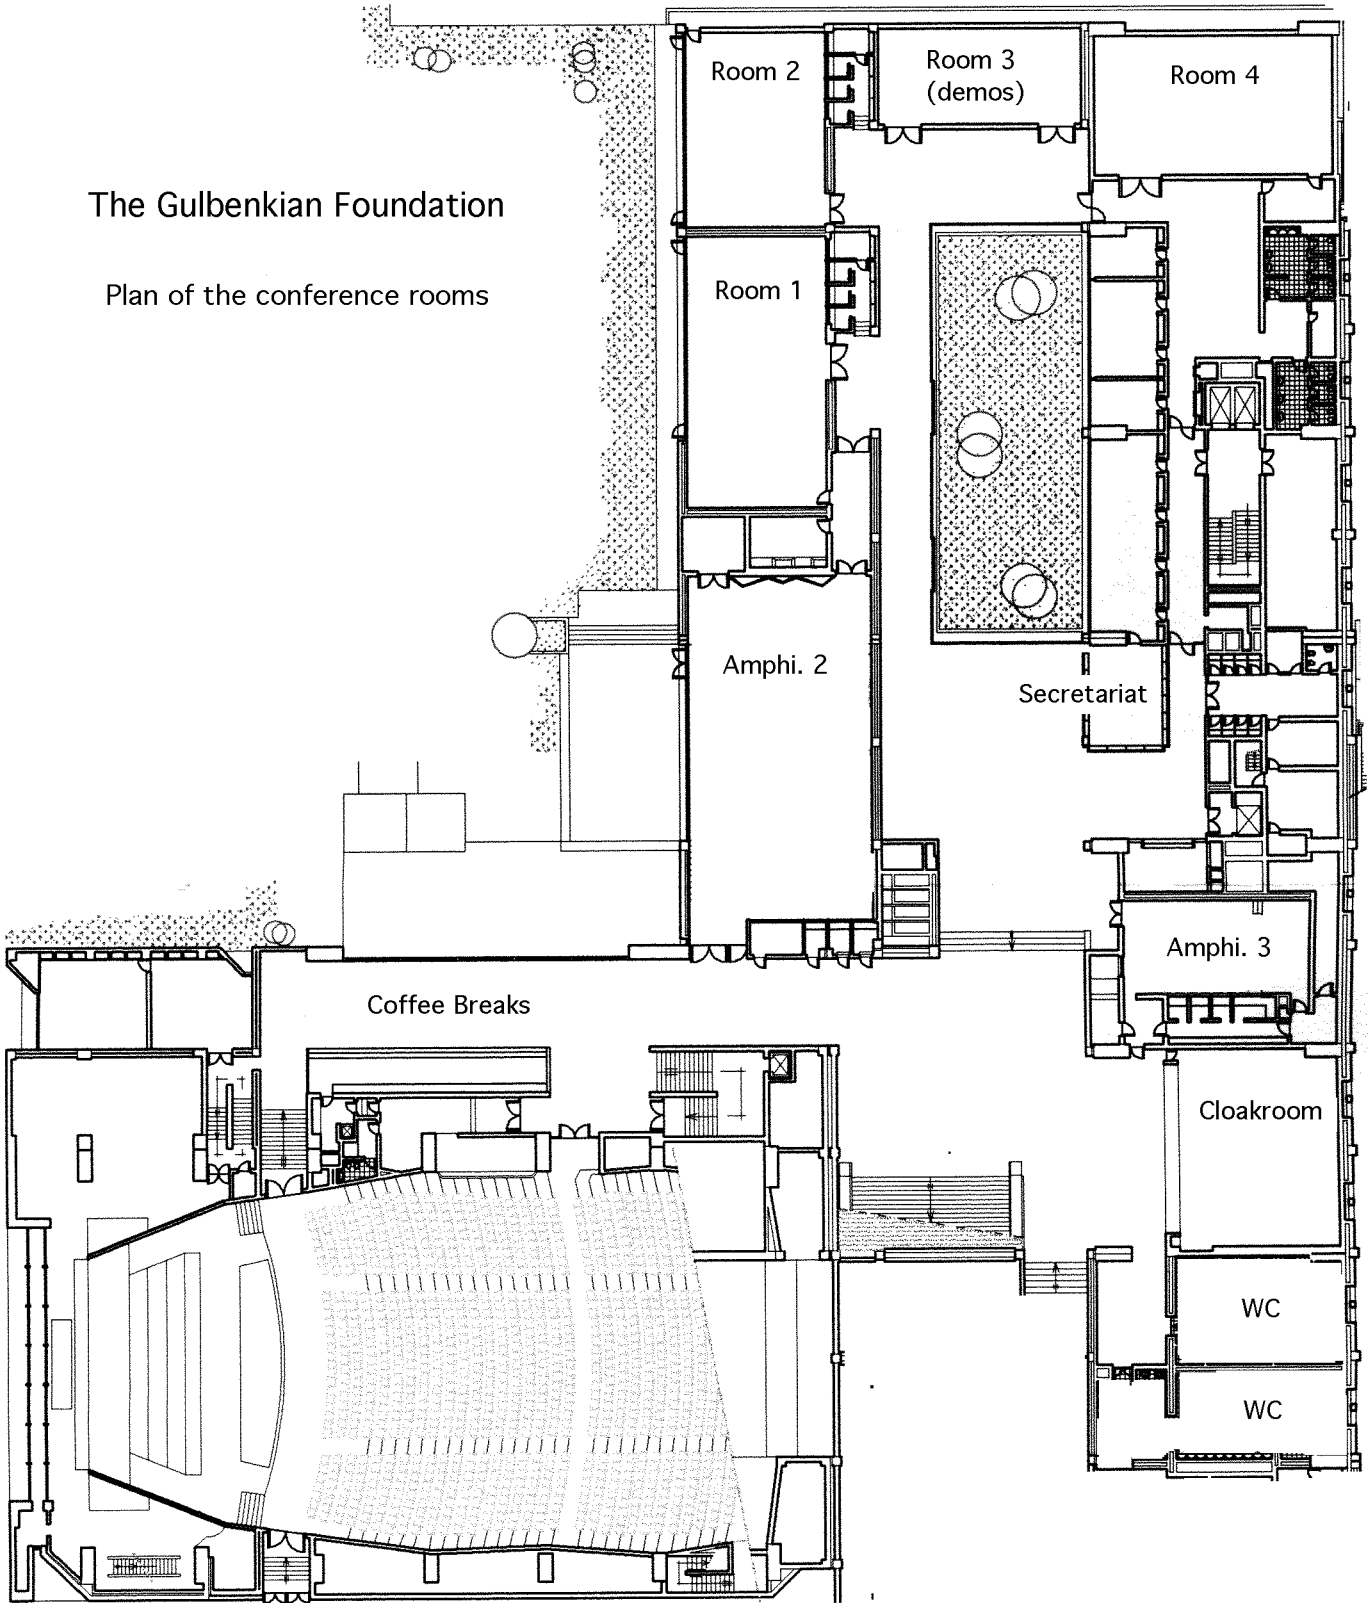 Room 2
Room 3
(demos)
Room 4
The Gulbenkian Foundation
Plan of the conference rooms
Room 1
Amphi. 2
Secretariat
Amphi. 3
Coffee Breaks
Cloakroom
WC
WC